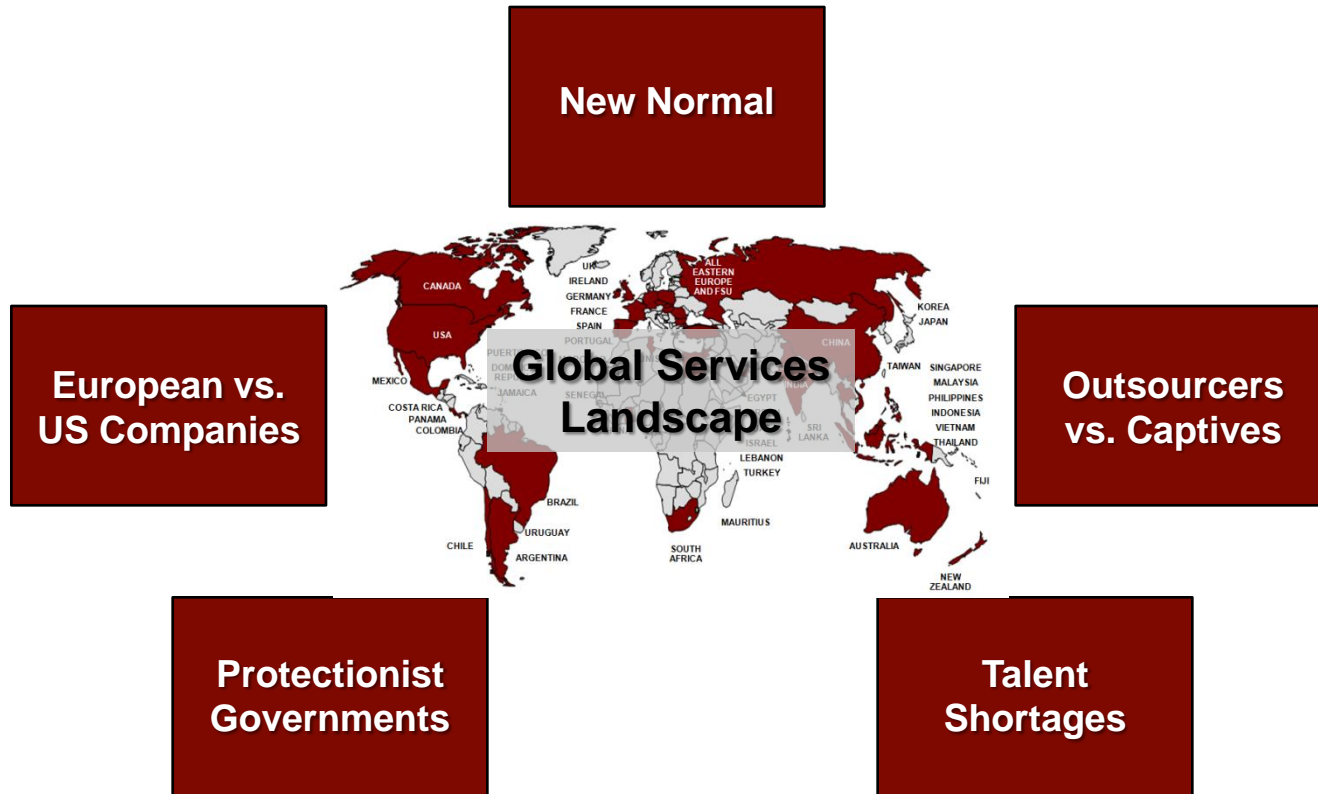 New Normal
UK
IRELAND
GERMANY
FRANCE
SPAIN
PORTUGAL
ALL
EASTERN
EUROPE
AND FSU
CANADA
USA
KOREA
JAPAN
CHINA
TAIWAN
INDIA
SINGAPORE
MALAYSIA
PHILIPPINES
INDONESIA
VIETNAM
THAILAND
MEXICO
JAMAICA
COSTA RICA
PANAMA
COLOMBIA
SENEGAL
EGYPT
ISRAEL
LEBANON
TURKEY
SRI
LANKA
FIJI
Global Services
Landscape
European vs.
US Companies
Outsourcers
vs. Captives
BRAZIL
MAURITIUS
URUGUAY
CHILE
ARGENTINA
SOUTH
AFRICA
AUSTRALIA
NEW
ZEALAND
Protectionist
Governments
Talent
Shortages